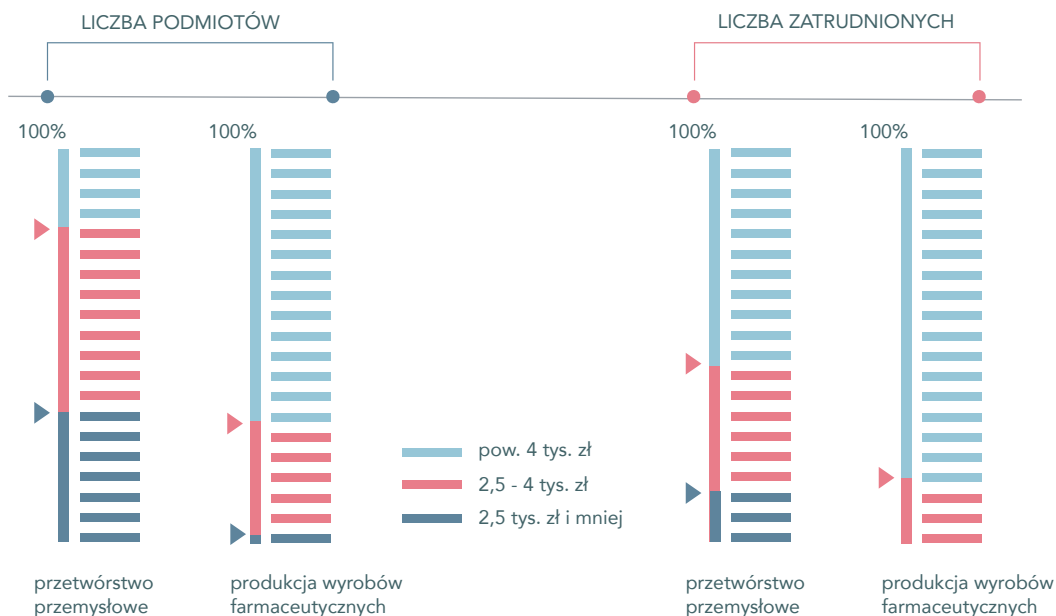 LICZBA PODMIOTÓW
LICZBA ZATRUDNIONYCH
100%
100%
100%
100%
pow. 4 tys. zł
2,5 - 4 tys. zł
2,5 tys. zł i mniej
przetwórstwo
przemysłowe
produkcja wyrobów
farmaceutycznych
przetwórstwo
przemysłowe
produkcja wyrobów
farmaceutycznych